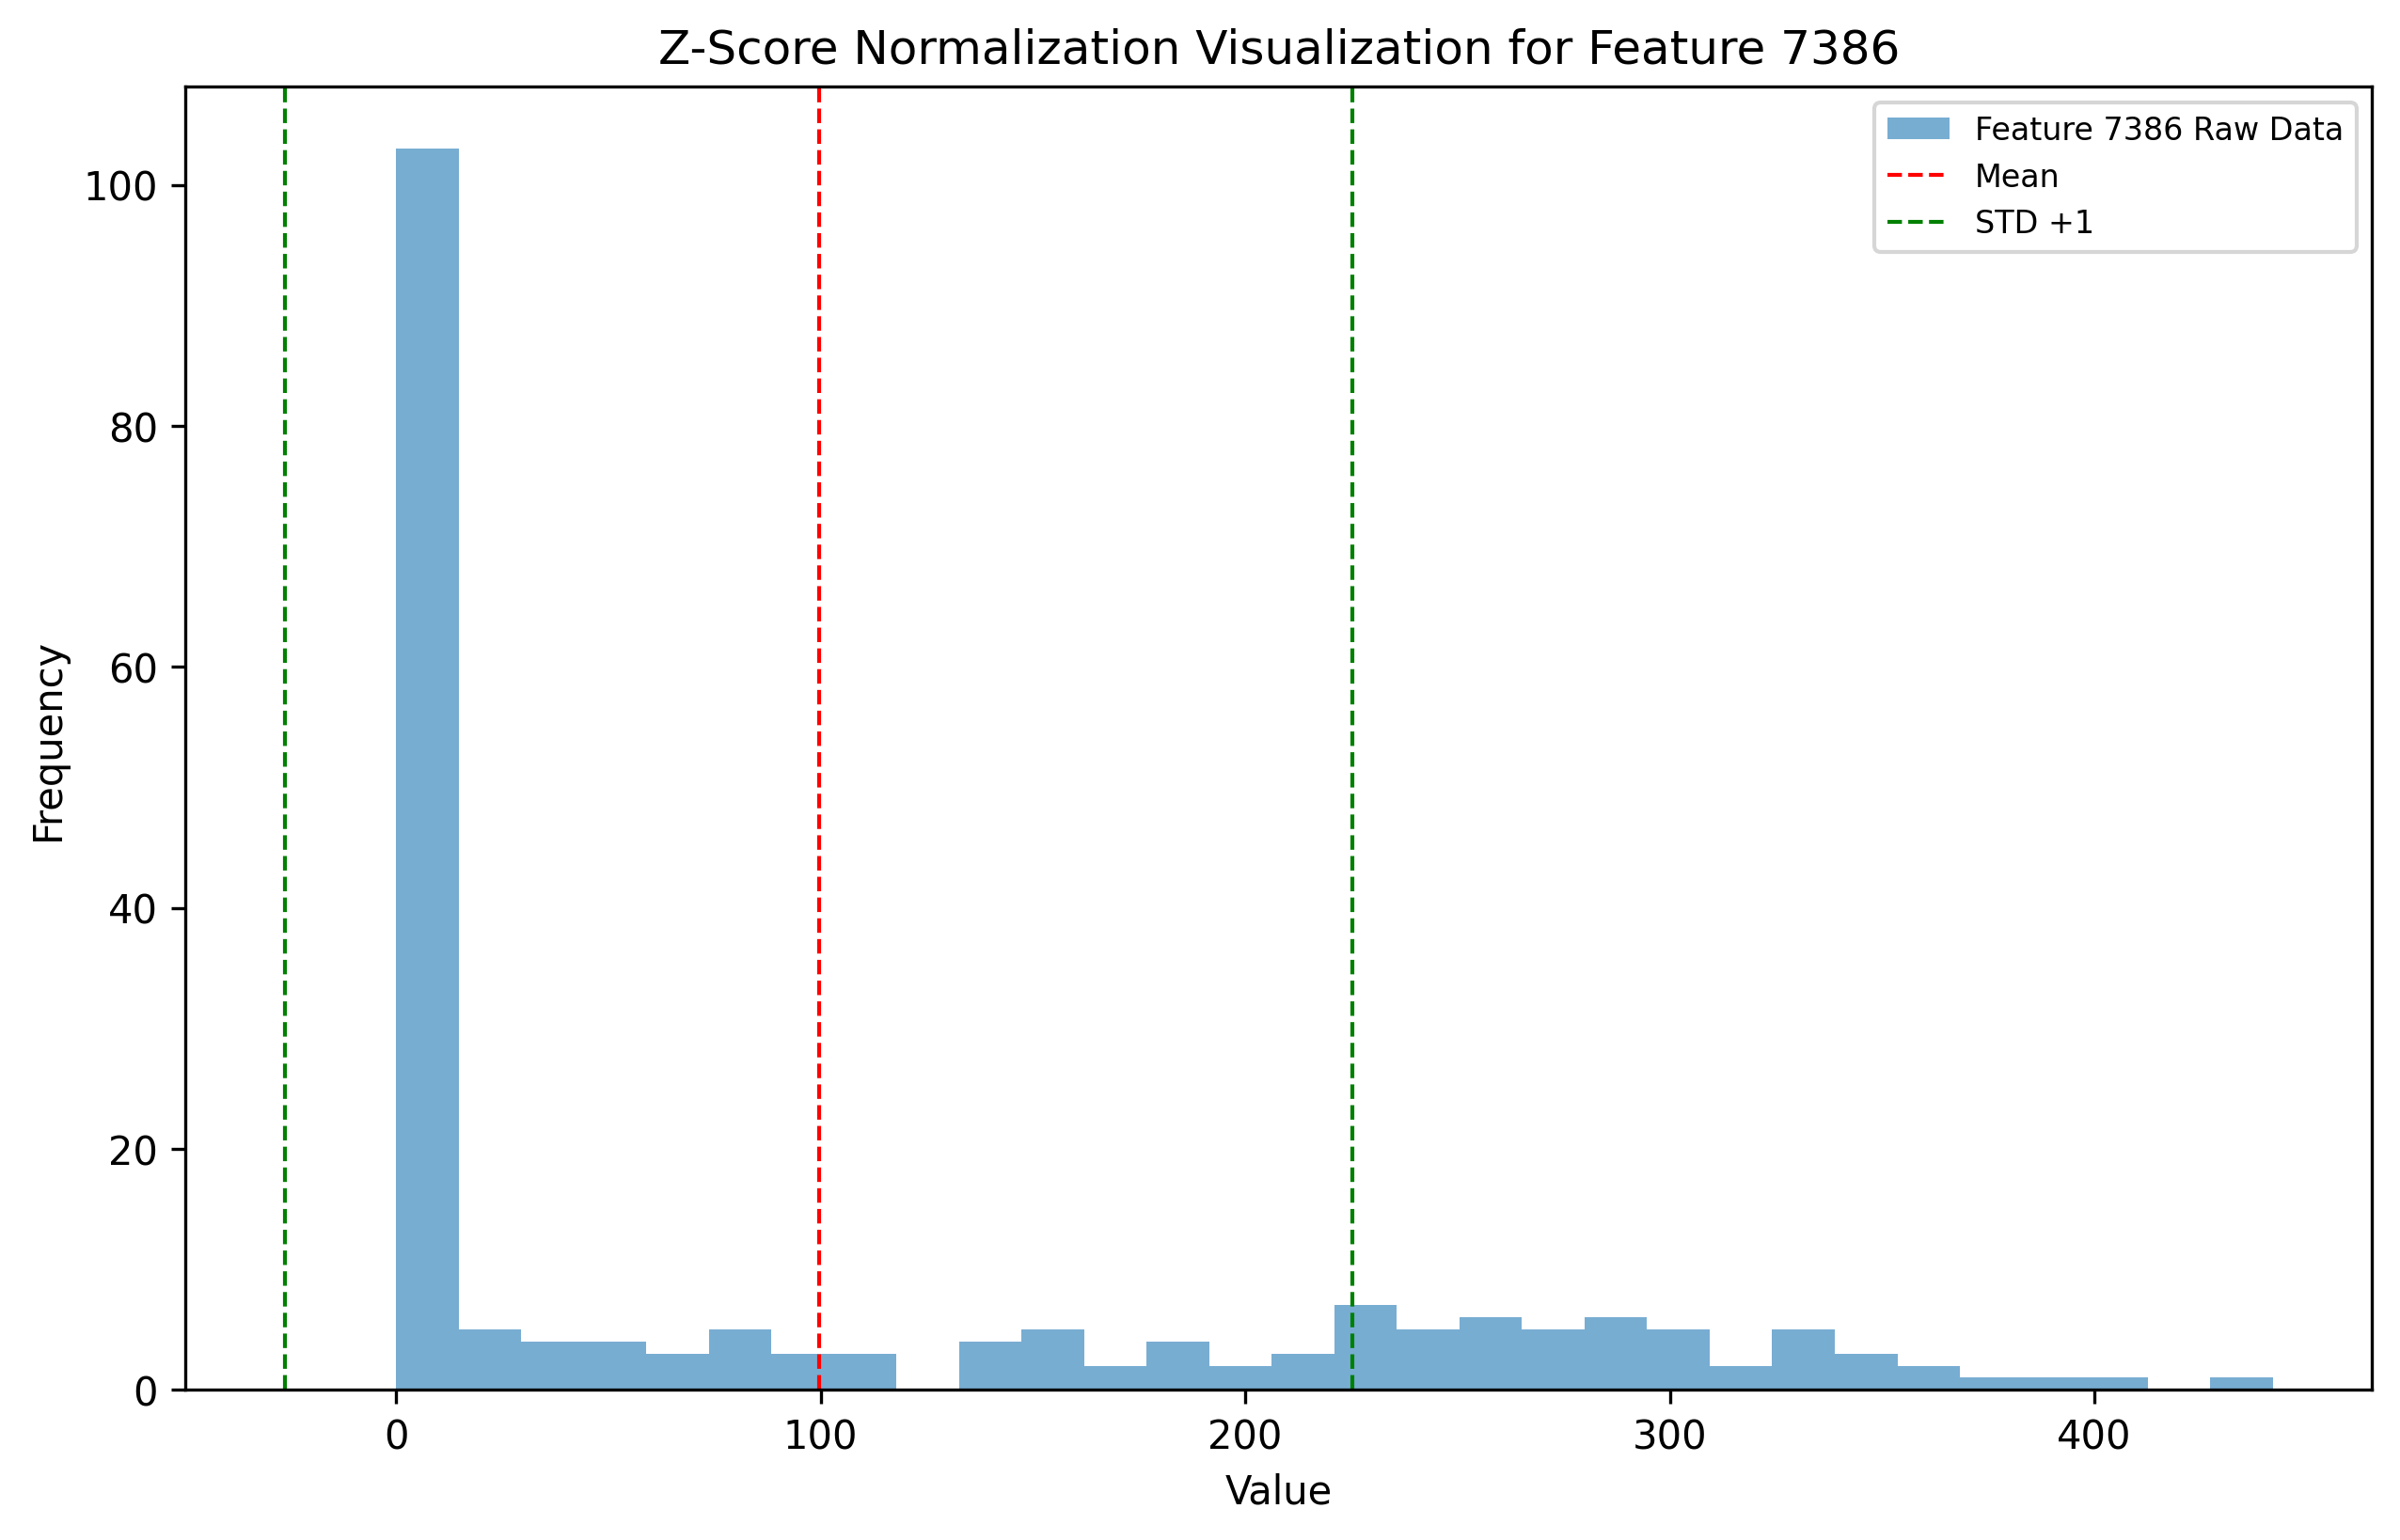 Z-Score Normalization Visualization for Feature 7386
Feature 7386 Raw Data
Mean
STD +1
100
80
60
40
20
0
Frequency
0 100 200 300 400
Value